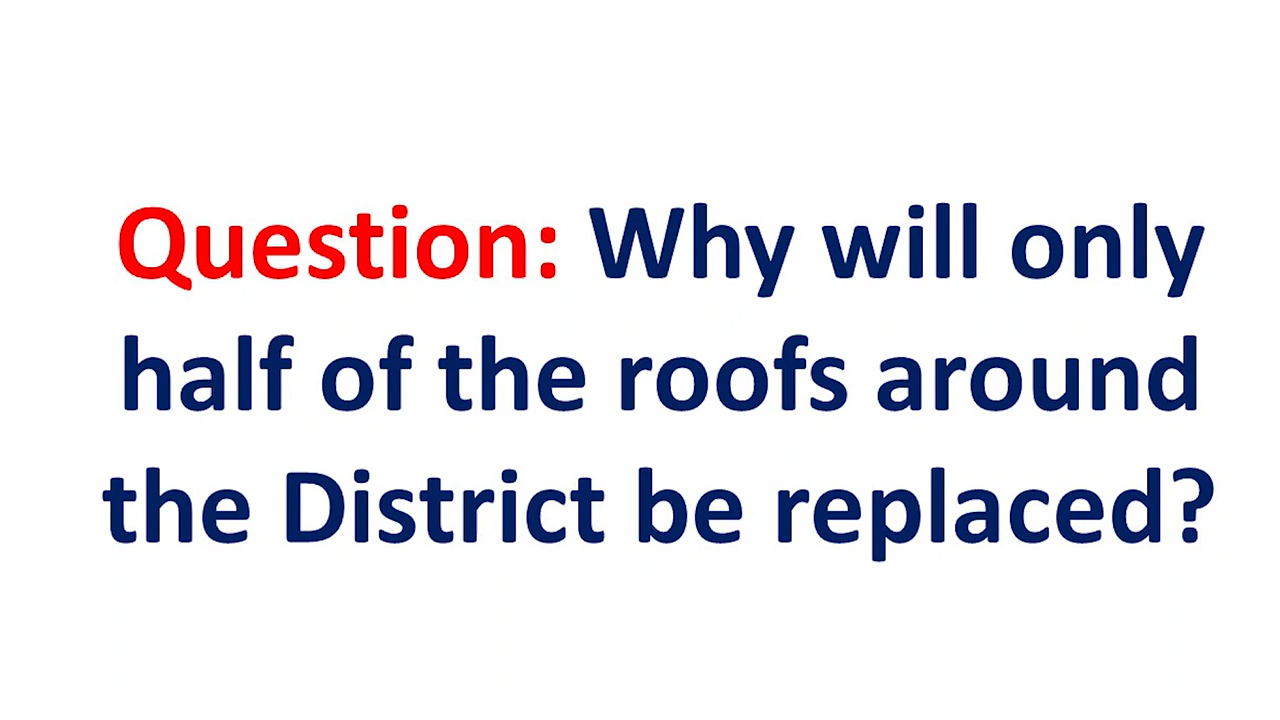 Question: Why will only
half of the roofs around
the District be replaced?